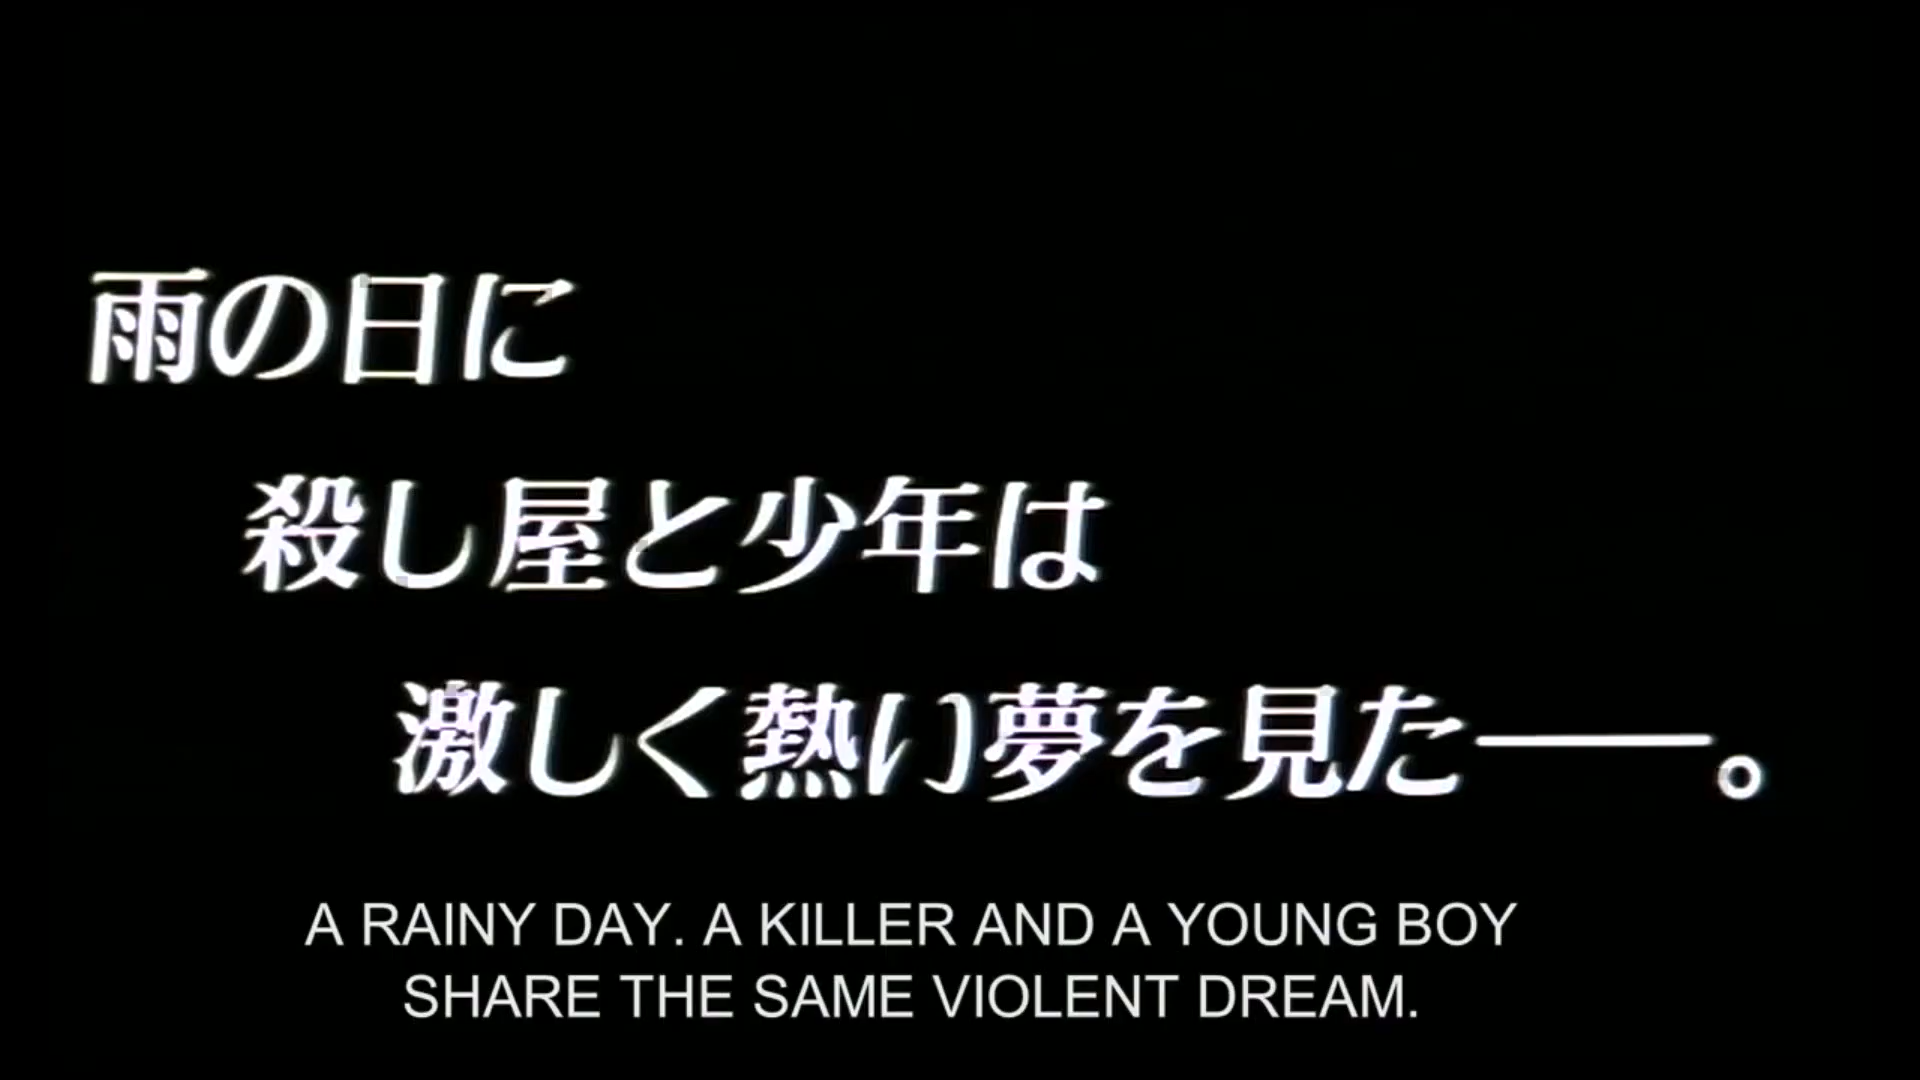 雨の日に
殺し屋と少年は
激しく熱い夢を見た――。
A RAINY DAY. A KILLER AND A YOUNG BOY
SHARE THE SAME VIOLENT DREAM.